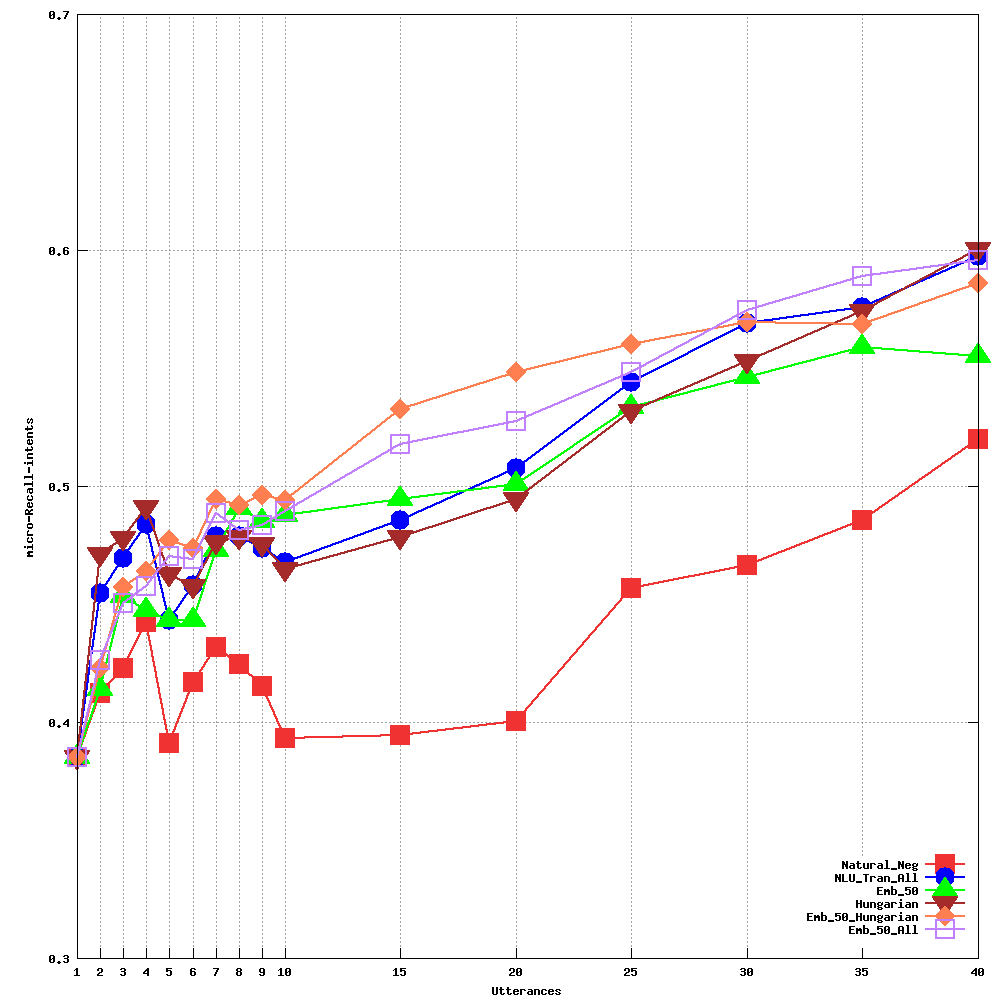 0.7
0.6
0.5
0.4
0.3
micro-Recall-intents
1 2 3 4 5 6 7 8 9 10 15 20 25 30 35 40
Utterances
Natural_Neg
NLU_Tran_All
Emb_50
Hungarian
Emb_50_Hungarian
Emb_50_All